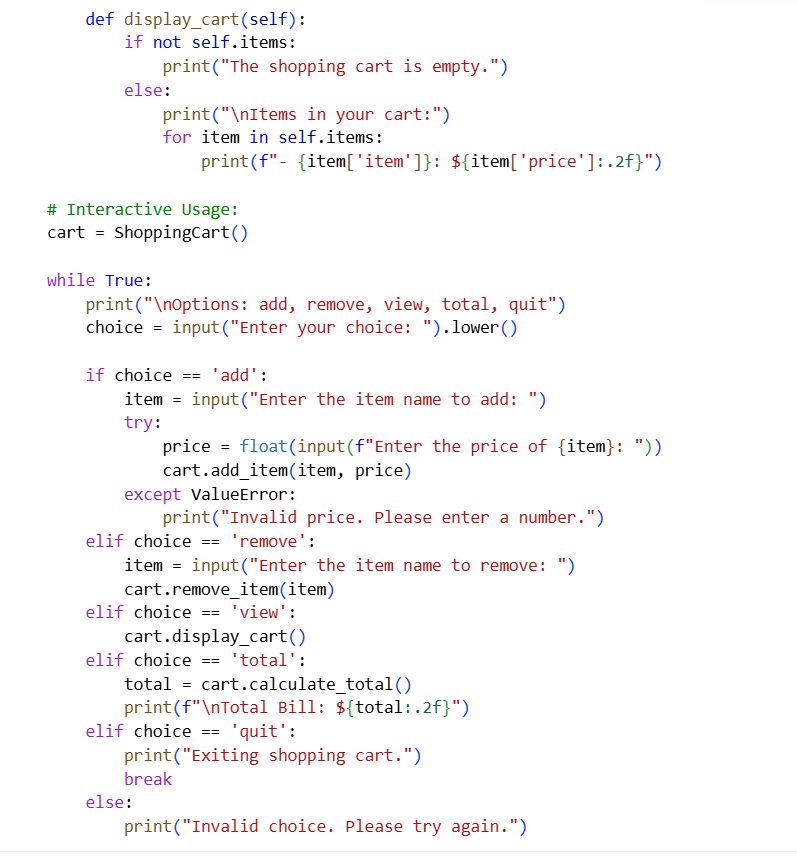 def display_cart(self):
        if not self.items:
            print("The shopping cart is empty.")
        else:
            print("\nItems in your cart:")
            for item in self.items:
                print(f"- {item['item']}: ${item['price']:.2f}")

# Interactive Usage:
cart = ShoppingCart()

while True:
    print("\nOptions: add, remove, view, total, quit")
    choice = input("Enter your choice: ").lower()

    if choice == 'add':
        item = input("Enter the item name to add: ")
        try:
            price = float(input(f"Enter the price of {item}: "))
            cart.add_item(item, price)
        except ValueError:
            print("Invalid price. Please enter a number.")
    elif choice == 'remove':
        item = input("Enter the item name to remove: ")
        cart.remove_item(item)
    elif choice == 'view':
        cart.display_cart()
    elif choice == 'total':
        total = cart.calculate_total()
        print(f"\nTotal Bill: ${total:.2f}")
    elif choice == 'quit':
        print("Exiting shopping cart.")
        break
    else:
        print("Invalid choice. Please try again.")